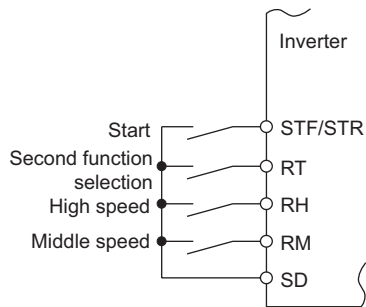 Inverter
Start
STF/STR
Second function
selection
RT
High speed
RH
Middle speed
RM
SD